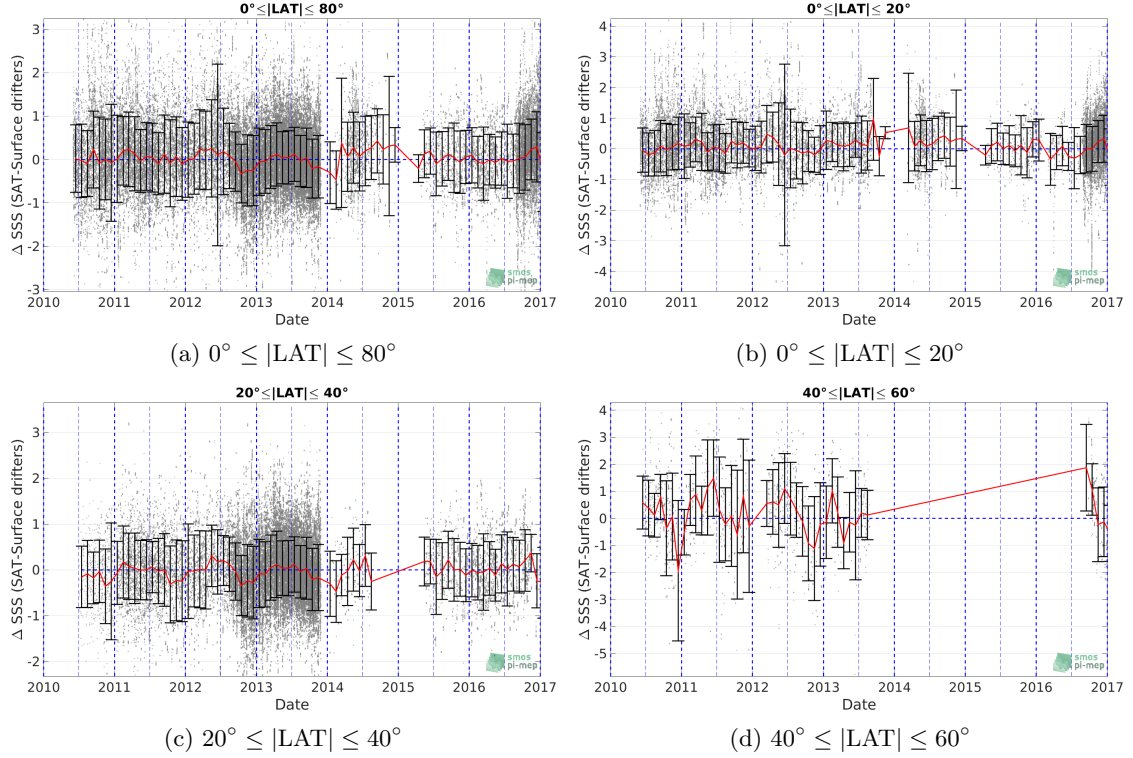 0°≤|LAT|≤ 80°
Δ SSS (SAT-Surface drifters)
3
2
1
0
-1
-2
-3
2010 2011 2012 2013 2014 2015 2016 2017
Date
smos
pi-mep
(a) 0° ≤ |LAT| ≤ 80°
0°≤|LAT|≤ 20°
Δ SSS (SAT-Surface drifters)
4
3
2
1
0
-1
-2
-3
-4
2010 2011 2012 2013 2014 2015 2016 2017
Date
smos
pi-mep
(b) 0° ≤ |LAT| ≤ 20°
20°≤|LAT|≤ 40°
Δ SSS (SAT-Surface drifters)
3
2
1
0
-1
-2
2010 2011 2012 2013 2014 2015 2016 2017
Date
smos
pi-mep
(c) 20° ≤ |LAT| ≤ 40°
40°≤|LAT|≤ 60°
Δ SSS (SAT-Surface drifters)
4
3
2
1
0
-1
-2
-3
-4
-5
2010 2011 2012 2013 2014 2015 2016 2017
Date
smos
pi-mep
(d) 40° ≤ |LAT| ≤ 60°